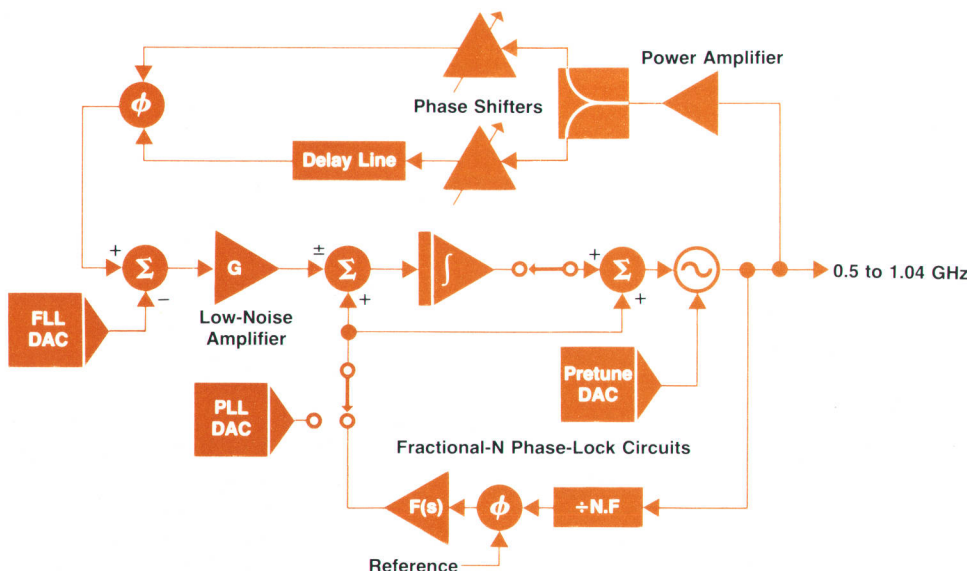 Power Amplifier
Phase Shifters
ϕ
Delay Line
+
Σ
−
G
±
Σ
+
∫
+
Σ
+
0.5 to 1.04 GHz
FLL
DAC
Low-Noise
Amplifier
PLL
DAC
Pretune
DAC
Fractional-N Phase-Lock Circuits
F(s)
ϕ
÷N.F
Reference